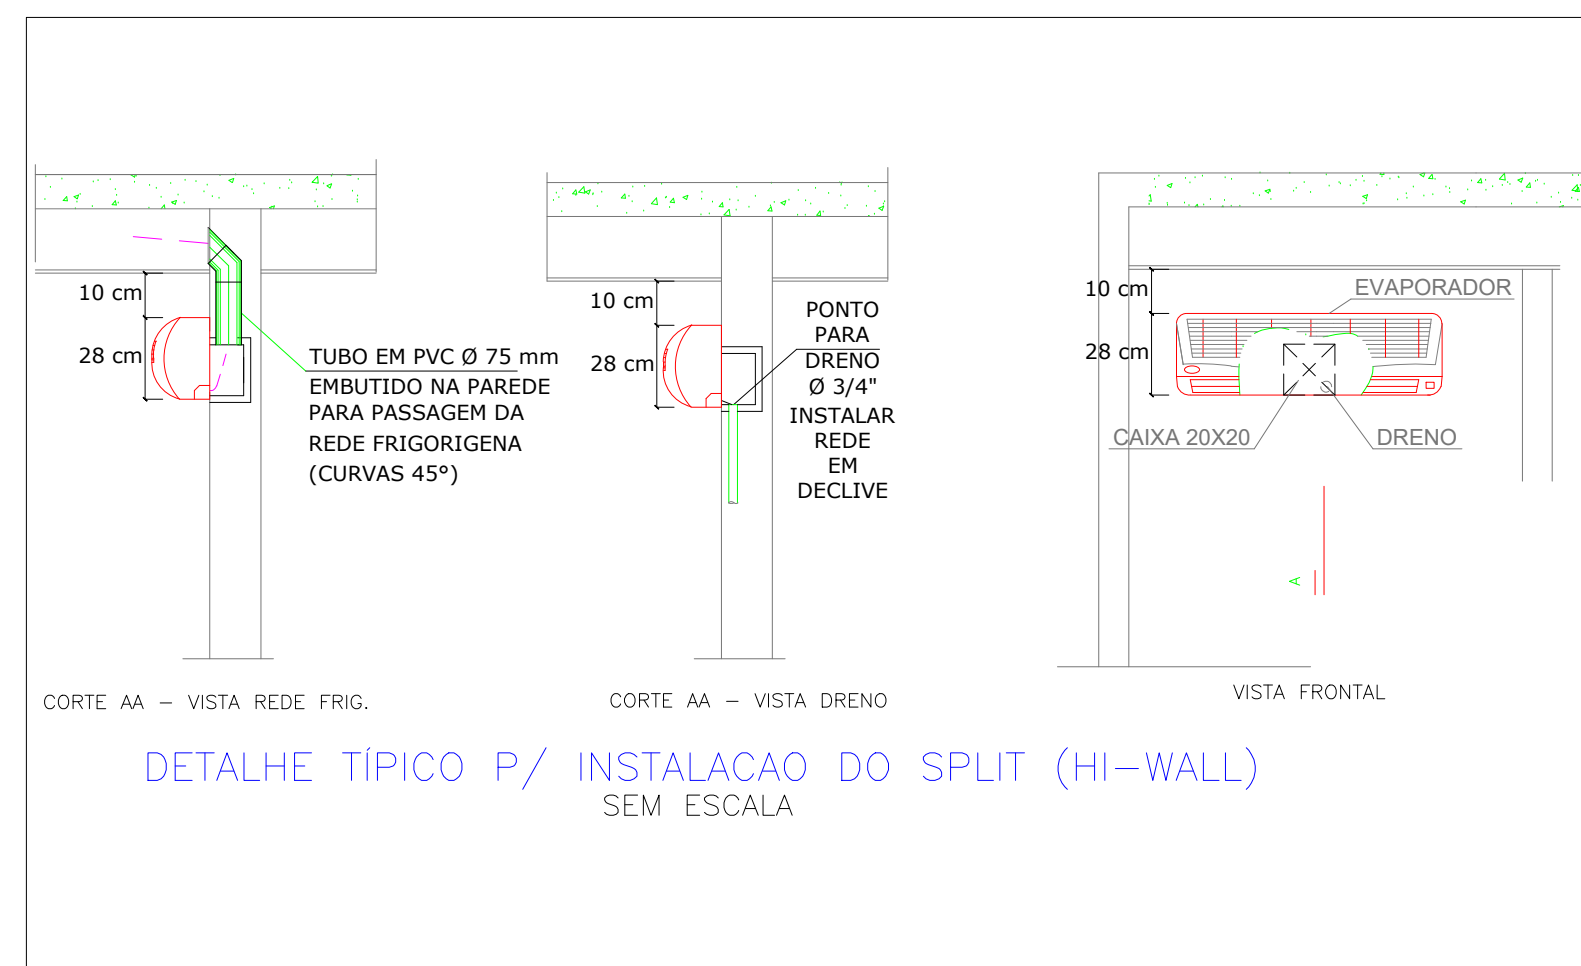 10 cm
28 cm
TUBO EM PVC Ø 75 mm
EMBUTIDO NA PAREDE
PARA PASSAGEM DA
REDE FRIGORIGENA
(CURVAS 45°)
CORTE AA – VISTA REDE FRIG.
10 cm
28 cm
PONTO
PARA
DRENO
Ø 3/4"
INSTALAR
REDE
EM
DECLIVE
CORTE AA – VISTA DRENO
10 cm
28 cm
EVAPORADOR
CAIXA 20X20
DRENO
A
VISTA FRONTAL
DETALHE TÍPICO P/ INSTALACAO DO SPLIT (HI–WALL)
SEM ESCALA